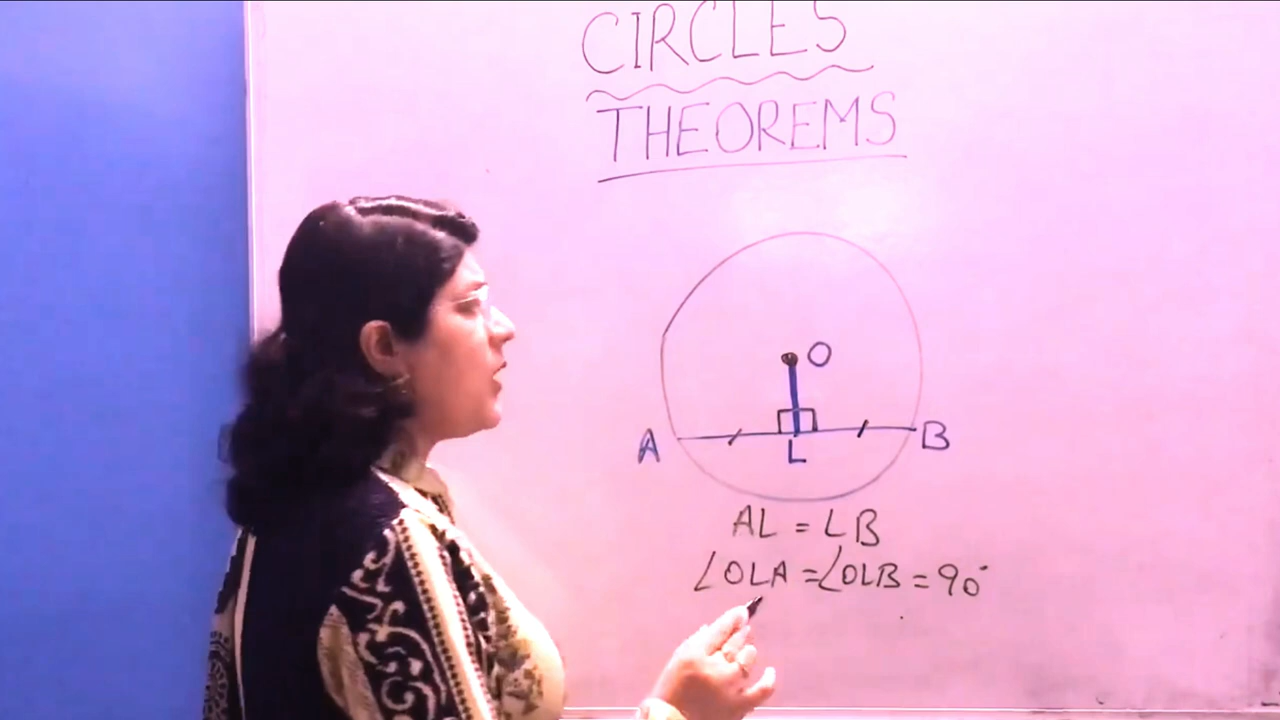 CIRCLES
THEOREMS
O
A
B
L
AL = LB
∠OLA = ∠OLB = 90°